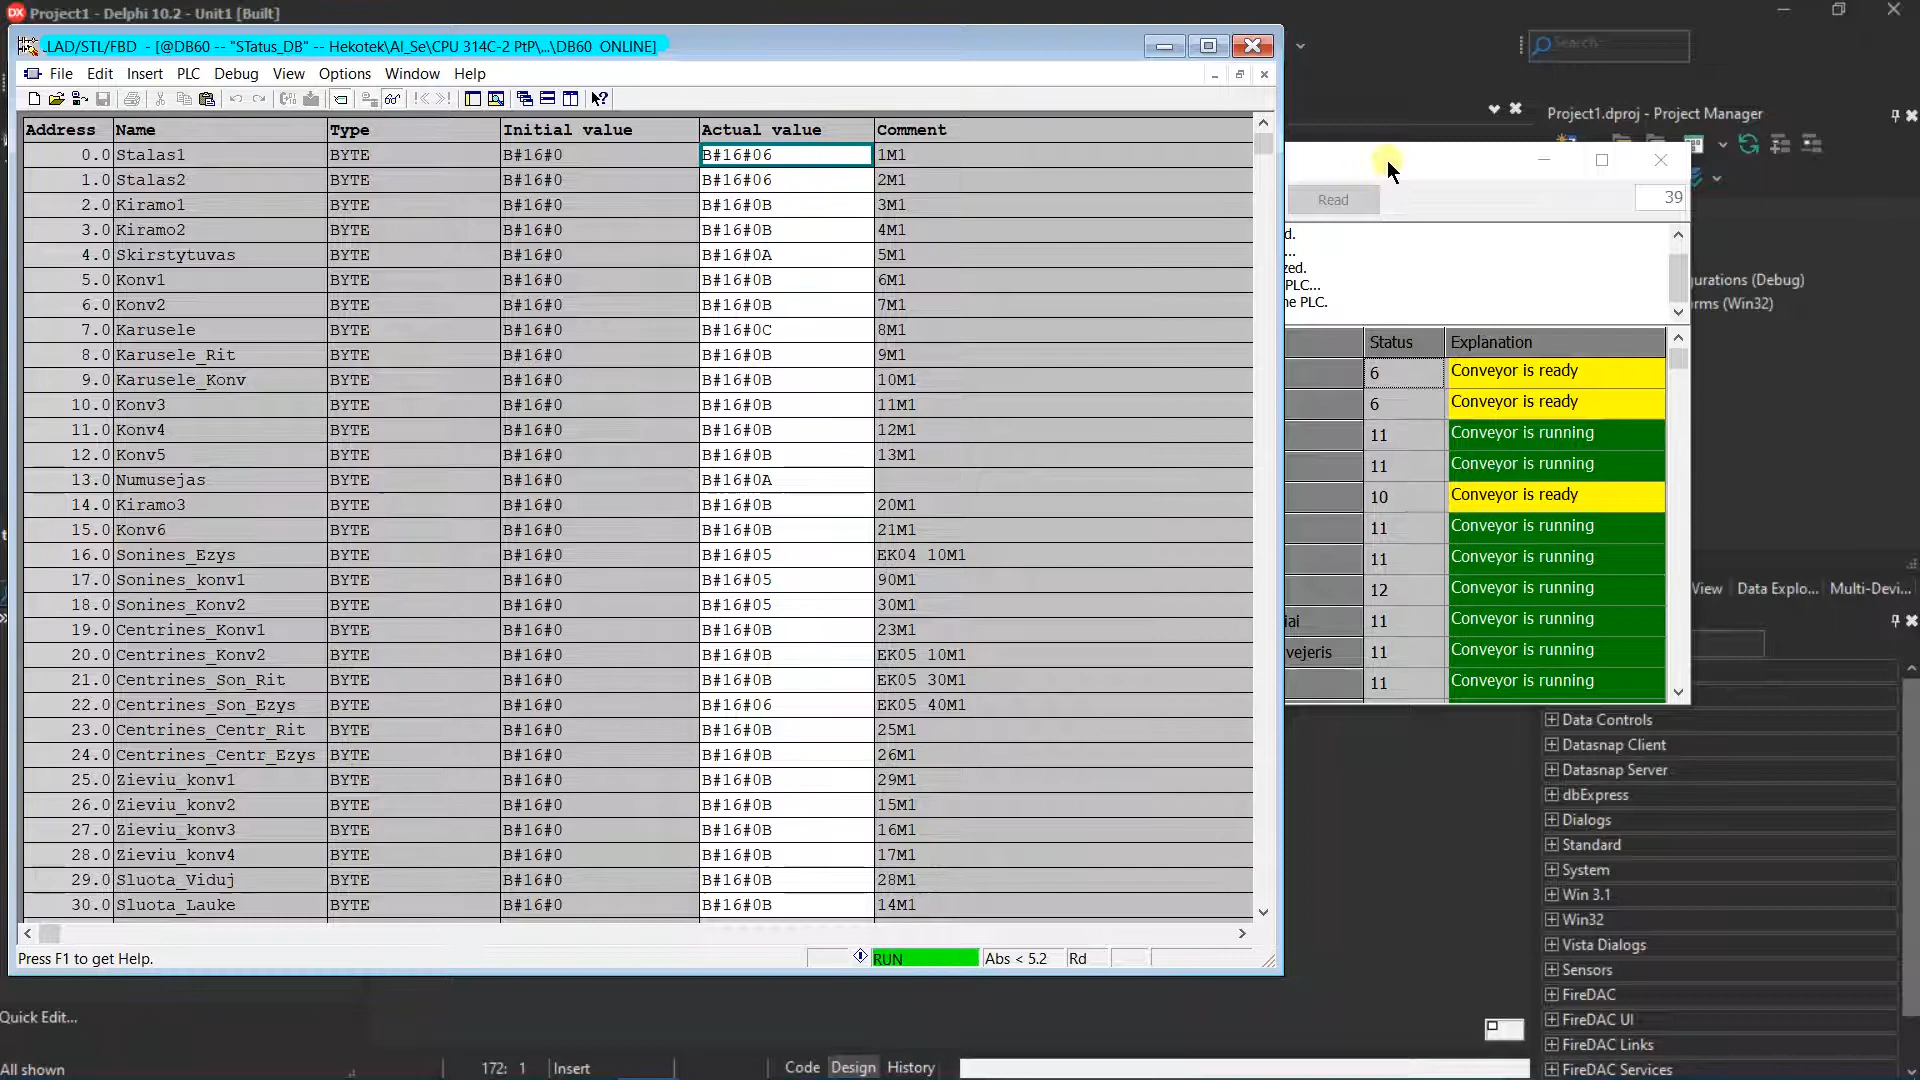 Project1 - Delphi 10.2 - Unit1 [Built]
LAD/STL/FBD - [@DB60 -- "STatus_DB" -- Hekotek\Al_Se\CPU 314C-2 PtP\...\DB60 ONLINE]
File Edit Insert PLC Debug View Options Window Help
Address Name Type Initial value Actual value Comment
0.0 Stalas1 BYTE B#16#0 B#16#06 1M1
1.0 Stalas2 BYTE B#16#0 B#16#06 2M1
2.0 Kiramo1 BYTE B#16#0 B#16#0B 3M1
3.0 Kiramo2 BYTE B#16#0 B#16#0B 4M1
4.0 Skirstytuvas BYTE B#16#0 B#16#0A 5M1
5.0 Konv1 BYTE B#16#0 B#16#0B 6M1
6.0 Konv2 BYTE B#16#0 B#16#0B 7M1
7.0 Karusele BYTE B#16#0 B#16#0C 8M1
8.0 Karusele_Rit BYTE B#16#0 B#16#0B 9M1
9.0 Karusele_Konv BYTE B#16#0 B#16#0B 10M1
10.0 Konv3 BYTE B#16#0 B#16#0B 11M1
11.0 Konv4 BYTE B#16#0 B#16#0B 12M1
12.0 Konv5 BYTE B#16#0 B#16#0B 13M1
13.0 Numusejas BYTE B#16#0 B#16#0A
14.0 Kiramo3 BYTE B#16#0 B#16#0B 20M1
15.0 Konv6 BYTE B#16#0 B#16#0B 21M1
16.0 Sonines_Ezys BYTE B#16#0 B#16#05 EK04 10M1
17.0 Sonines_konv1 BYTE B#16#0 B#16#05 90M1
18.0 Sonines_Konv2 BYTE B#16#0 B#16#05 30M1
19.0 Centrines_Konv1 BYTE B#16#0 B#16#0B 23M1
20.0 Centrines_Konv2 BYTE B#16#0 B#16#0B EK05 10M1
21.0 Centrines_Son_Rit BYTE B#16#0 B#16#0B EK05 30M1
22.0 Centrines_Son_Ezys BYTE B#16#0 B#16#06 EK05 40M1
23.0 Centrines_Centr_Rit BYTE B#16#0 B#16#0B 25M1
24.0 Centrines_Centr_Ezys BYTE B#16#0 B#16#0B 26M1
25.0 Zieviu_konv1 BYTE B#16#0 B#16#0B 29M1
26.0 Zieviu_konv2 BYTE B#16#0 B#16#0B 15M1
27.0 Zieviu_konv3 BYTE B#16#0 B#16#0B 16M1
28.0 Zieviu_konv4 BYTE B#16#0 B#16#0B 17M1
29.0 Sluota_Viduj BYTE B#16#0 B#16#0B 28M1
30.0 Sluota_Lauke BYTE B#16#0 B#16#0B 14M1
Press F1 to get Help.
RUN Abs < 5.2 Rd
Search
Project1.dproj - Project Manager
Read 39
d.
...
zed.
PLC...
he PLC.
urations (Debug)
rms (Win32)
Status Explanation
6 Conveyor is ready
6 Conveyor is ready
11 Conveyor is running
11 Conveyor is running
10 Conveyor is ready
11 Conveyor is running
11 Conveyor is running
12 Conveyor is running
iai 11 Conveyor is running
vejeris 11 Conveyor is running
11 Conveyor is running
View Data Explo... Multi-Devi...
Data Controls
Datasnap Client
Datasnap Server
dbExpress
Dialogs
Standard
System
Win 3.1
Win32
Vista Dialogs
Sensors
FireDAC
FireDAC UI
FireDAC Links
FireDAC Services
Quick Edit...
All shown
172: 1 Insert Code Design History